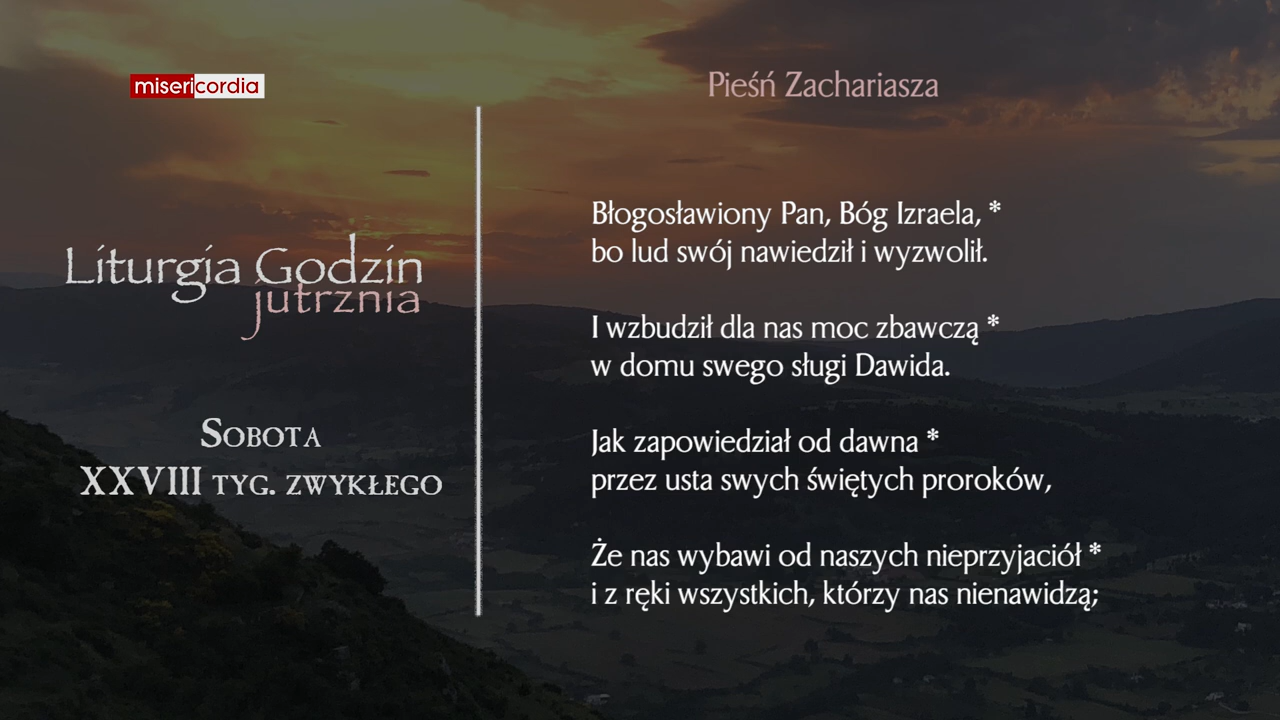 misericordia
Liturgia Godzin
jutrznia
Sobota
XXVIII tyg. zwykłego
Pieśń Zachariasza
Błogosławiony Pan, Bóg Izraela, *
bo lud swój nawiedził i wyzwolił.
I wzbudził dla nas moc zbawczą *
w domu swego sługi Dawida.
Jak zapowiedział od dawna *
przez usta swych świętych proroków,
Że nas wybawi od naszych nieprzyjaciół *
i z ręki wszystkich, którzy nas nienawidzą;